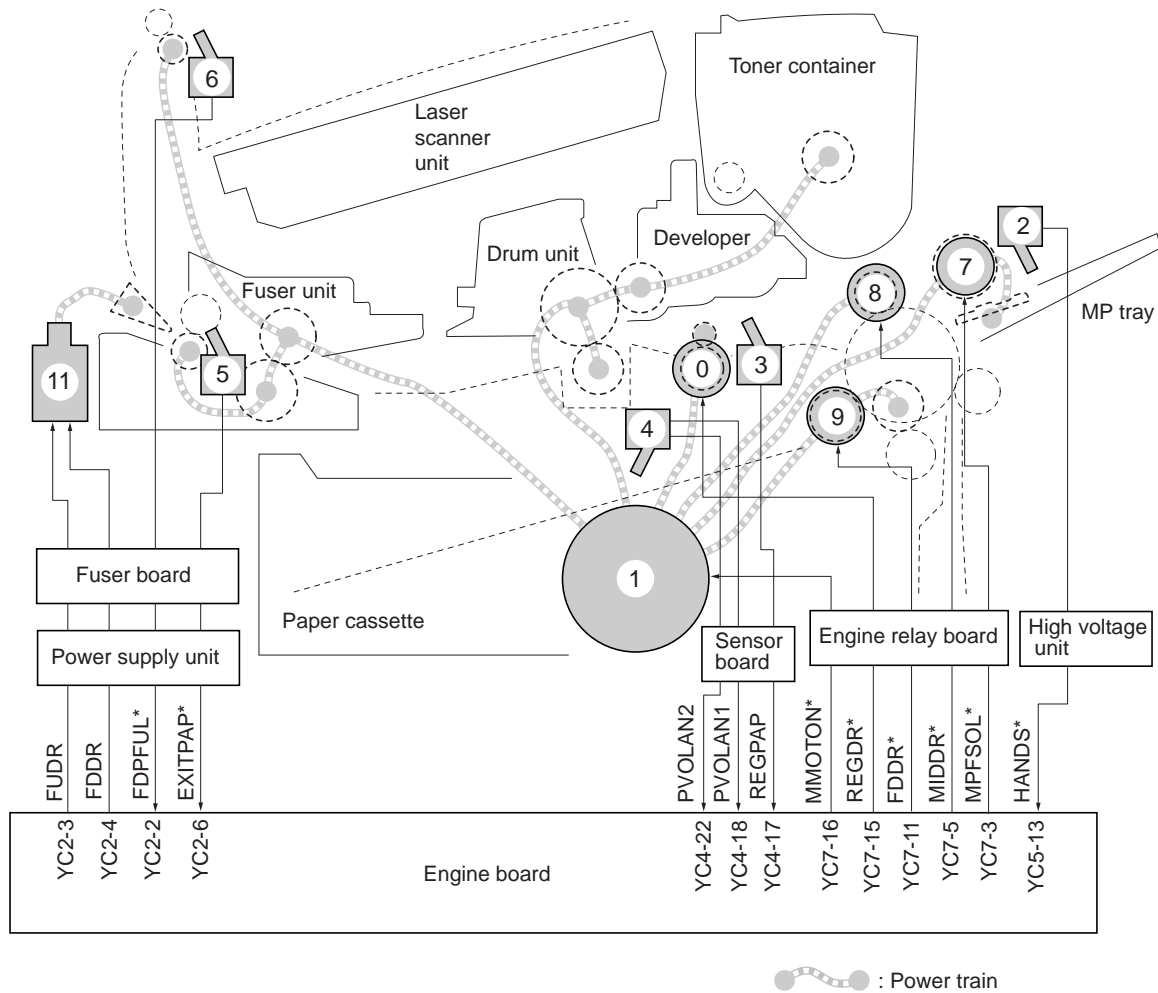 6
Toner container
Laser
scanner
unit
2
Developer
Drum unit
7
Fuser unit
8
MP tray
11
5
0
3
4
9
1
Fuser board
Paper cassette
Power supply unit
Sensor
board
Engine relay board
High voltage
unit
FUDR
FDDR
FDPFUL*
EXITPAP*
PVOLAN2
PVOLAN1
REGPAP
MMOTON*
REGDR*
FDDR*
MIDDR*
MPFSOL*
HANDS*
YC2-3
YC2-4
YC2-2
YC2-6
YC4-22
YC4-18
YC4-17
YC7-16
YC7-15
YC7-11
YC7-5
YC7-3
YC5-13
Engine board
: Power train